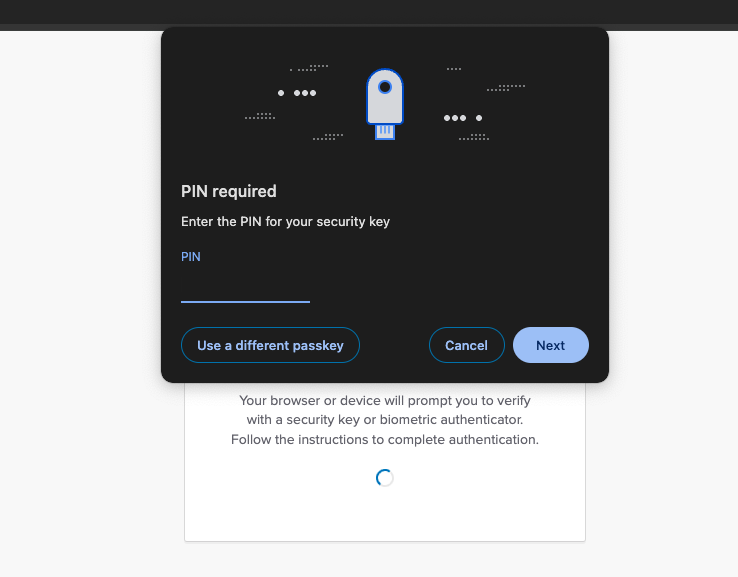 PIN required
Enter the PIN for your security key
PIN
Use a different passkey
Cancel
Next
Your browser or device will prompt you to verify
with a security key or biometric authenticator.
Follow the instructions to complete authentication.